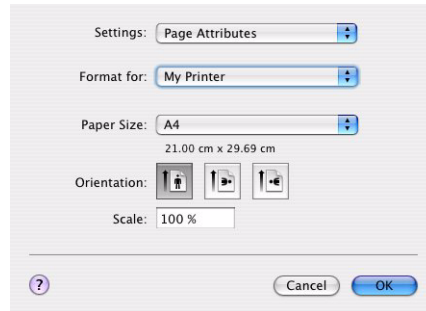 Settings: Page Attributes
Format for: My Printer
Paper Size: A4
21.00 cm x 29.69 cm
Orientation:
Scale: 100 %
? Cancel OK